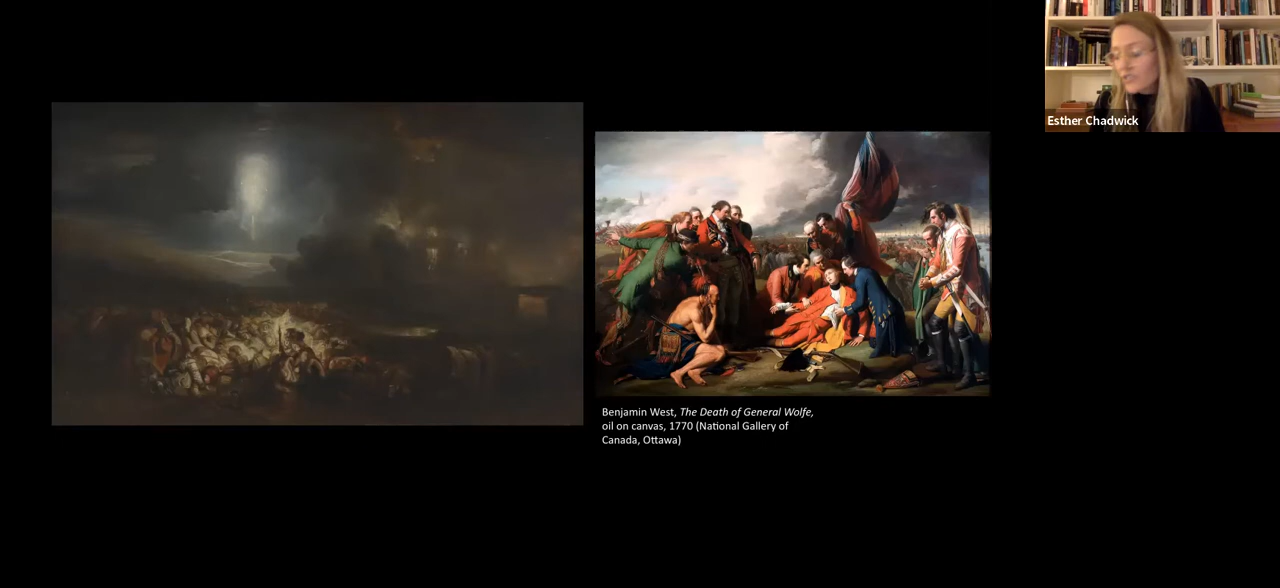 Esther Chadwick
Benjamin West, The Death of General Wolfe,
oil on canvas, 1770 (National Gallery of
Canada, Ottawa)